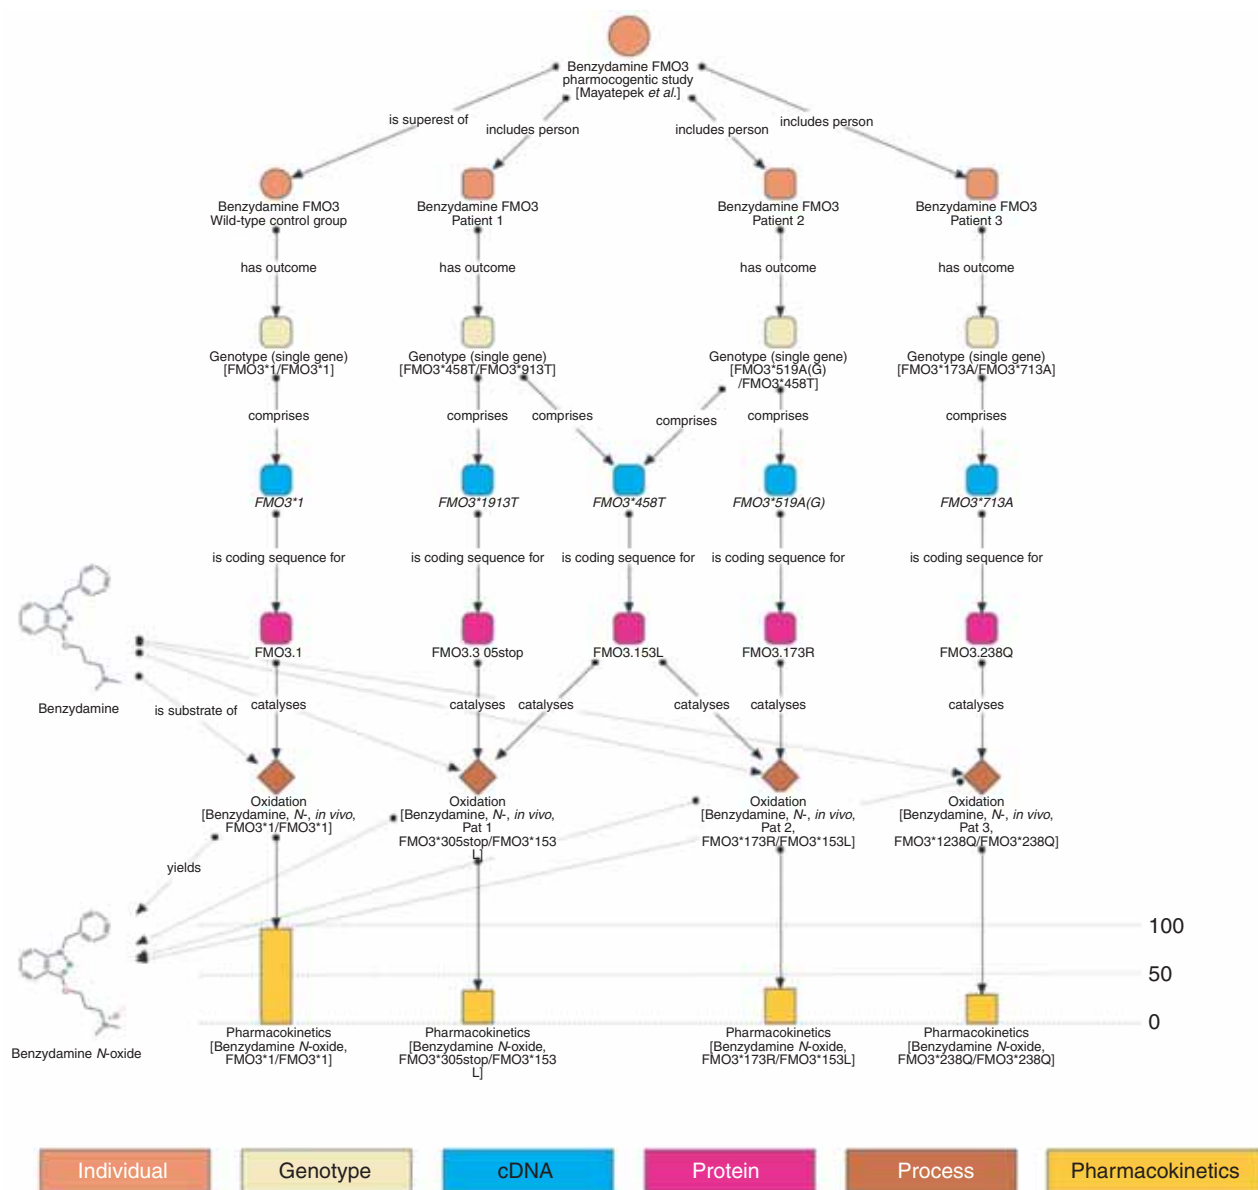 Benzydamine FMO3
pharmocogentic study
[Mayatepek et al.]
is superest of
includes person
includes person
includes person
Benzydamine FMO3
Wild-type control group
Benzydamine FMO3
Patient 1
Benzydamine FMO3
Patient 2
Benzydamine FMO3
Patient 3
has outcome
has outcome
has outcome
has outcome
Genotype (single gene)
[FMO3*1/FMO3*1]
Genotype (single gene)
[FMO3*458T/FMO3*913T]
Genotype (single gene)
[FMO3*519A(G)
/FMO3*458T]
Genotype (single gene)
[FMO3*173A/FMO3*713A]
comprises
comprises
comprises
comprises
comprises
comprises
FMO3*1
FMO3*1913T
FMO3*458T
FMO3*519A(G)
FMO3*713A
is coding sequence for
is coding sequence for
is coding sequence for
is coding sequence for
is coding sequence for
FMO3.1
FMO3.3 05stop
FMO3.153L
FMO3.173R
FMO3.238Q
Benzydamine
is substrate of
catalyses
catalyses
catalyses
catalyses
catalyses
catalyses
Oxidation
[Benzydamine, N-, in vivo,
FMO3*1/FMO3*1]
Oxidation
[Benzydamine, N-, in vivo,
Pat 1
FMO3*305stop/FMO3*153
L]
Oxidation
[Benzydamine, N-, in vivo,
Pat 2,
FMO3*173R/FMO3*153L]
Oxidation
[Benzydamine, N-, in vivo,
Pat 3,
FMO3*1238Q/FMO3*238Q]
yields
100
50
0
Benzydamine N-oxide
Pharmacokinetics
[Benzydamine N-oxide,
FMO3*1/FMO3*1]
Pharmacokinetics
[Benzydamine N-oxide,
FMO3*305stop/FMO3*153
L]
Pharmacokinetics
[Benzydamine N-oxide,
FMO3*173R/FMO3*153L]
Pharmacokinetics
[Benzydamine N-oxide,
FMO3*238Q/FMO3*238Q]
Individual
Genotype
cDNA
Protein
Process
Pharmacokinetics